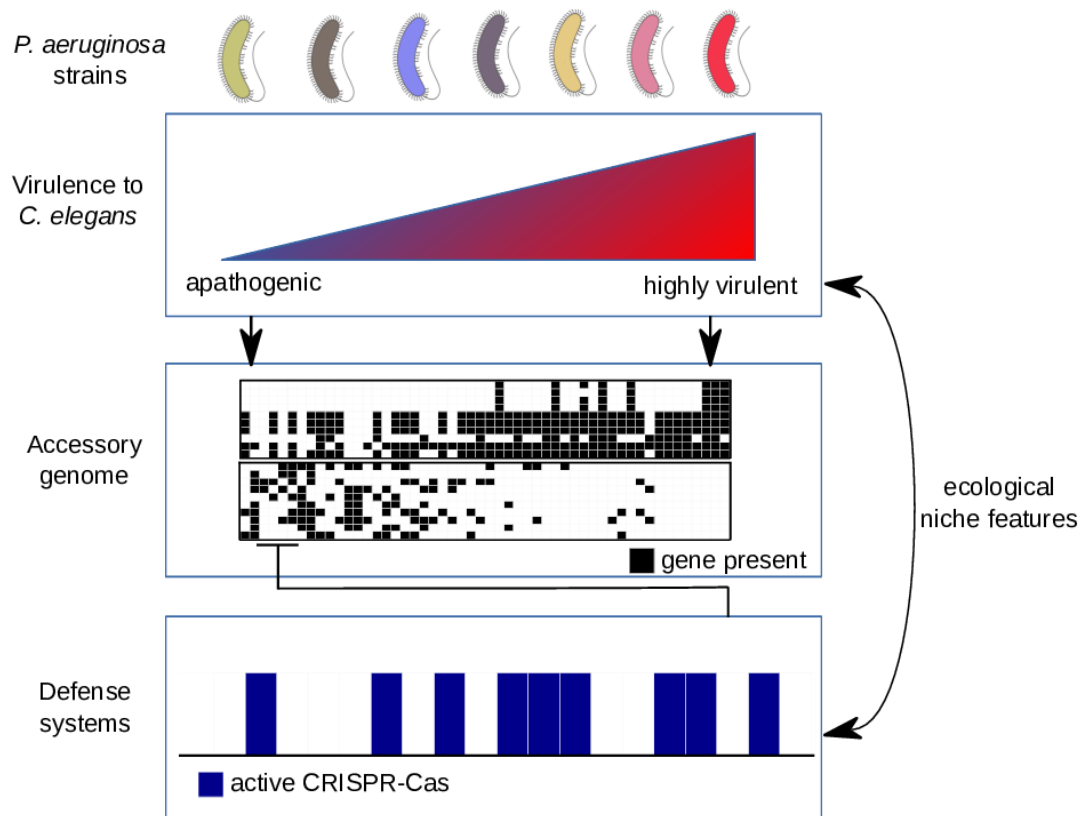 P. aeruginosa
strains
Virulence to
C. elegans
apathogenic
highly virulent
Accessory
genome
gene present
ecological
niche features
Defense
systems
active CRISPR-Cas